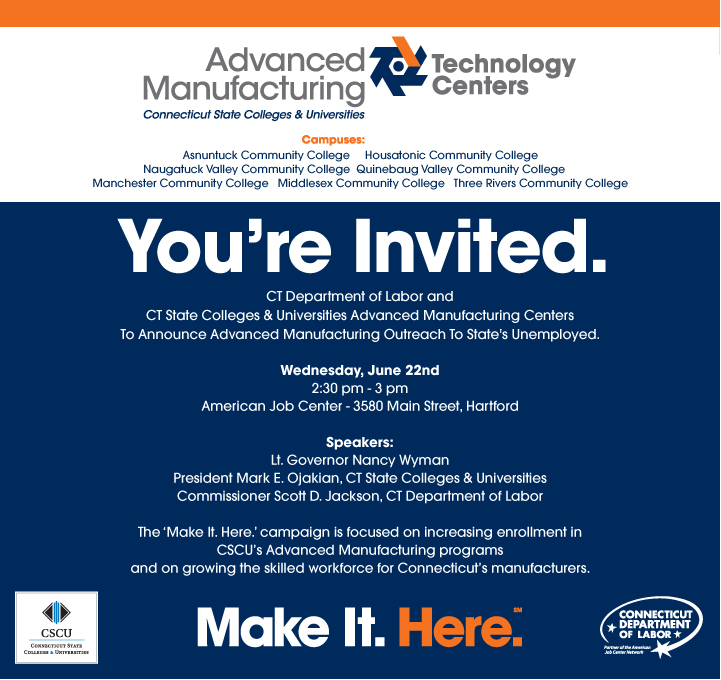 Advanced
Manufacturing
Technology
Centers
Connecticut State Colleges & Universities
Campuses:
Asnuntuck Community College Housatonic Community College
Naugatuck Valley Community College Quinebaug Valley Community College
Manchester Community College Middlesex Community College Three Rivers Community College
You're Invited.
CT Department of Labor and
CT State Colleges & Universities Advanced Manufacturing Centers
To Announce Advanced Manufacturing Outreach To State's Unemployed.
Wednesday, June 22nd
2:30 pm - 3 pm
American Job Center - 3580 Main Street, Hartford
Speakers:
Lt. Governor Nancy Wyman
President Mark E. Ojakian, CT State Colleges & Universities
Commissioner Scott D. Jackson, CT Department of Labor
The 'Make It. Here.' campaign is focused on increasing enrollment in
CSCU's Advanced Manufacturing programs
and on growing the skilled workforce for Connecticut's manufacturers.
CSCU
CONNECTICUT STATE
COLLEGES & UNIVERSITIES
Make It. Here.℠
CONNECTICUT
DEPARTMENT
OF LABOR
Partner of the American
Job Center Network